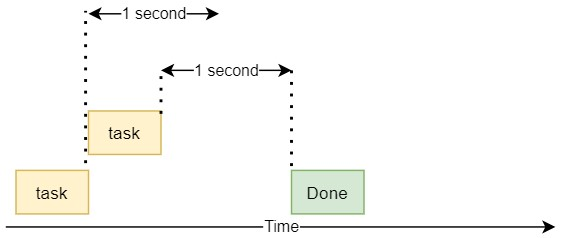 1 second
1 second
task
task
Done
Time